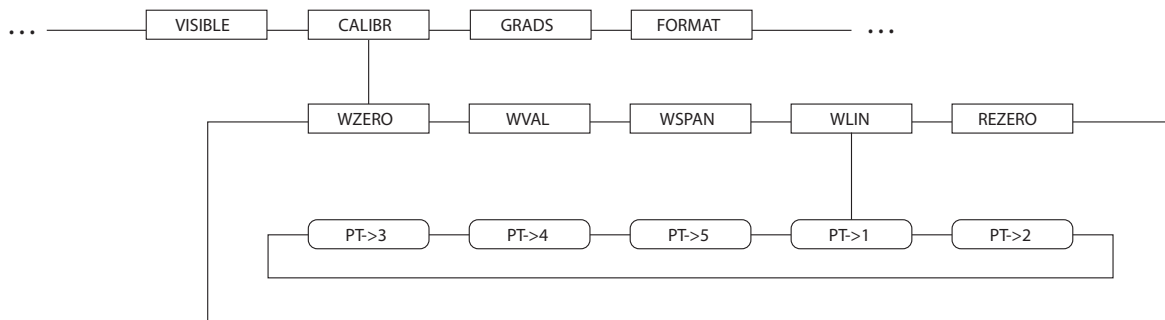 ... VISIBLE CALIBR GRADS FORMAT ...
WZERO WVAL WSPAN WLIN REZERO
PT->3 PT->4 PT->5 PT->1 PT->2